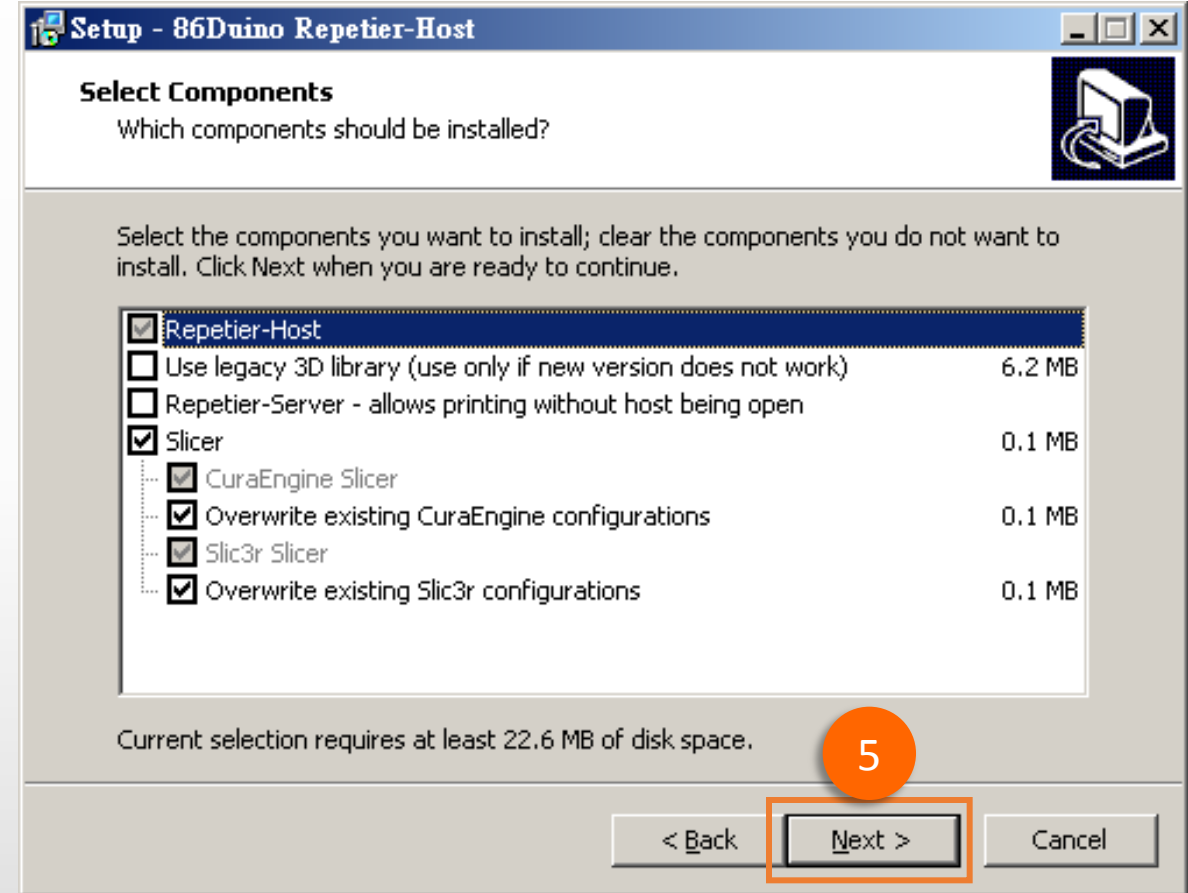 Setup - 86Duino Repetier-Host
Select Components
Which components should be installed?
Select the components you want to install; clear the components you do not want to
install. Click Next when you are ready to continue.
Repetier-Host
Use legacy 3D library (use only if new version does not work) 6.2 MB
Repetier-Server - allows printing without host being open
Slicer 0.1 MB
CuraEngine Slicer
Overwrite existing CuraEngine configurations 0.1 MB
Slic3r Slicer
Overwrite existing Slic3r configurations 0.1 MB
Current selection requires at least 22.6 MB of disk space.
5
< Back Next > Cancel